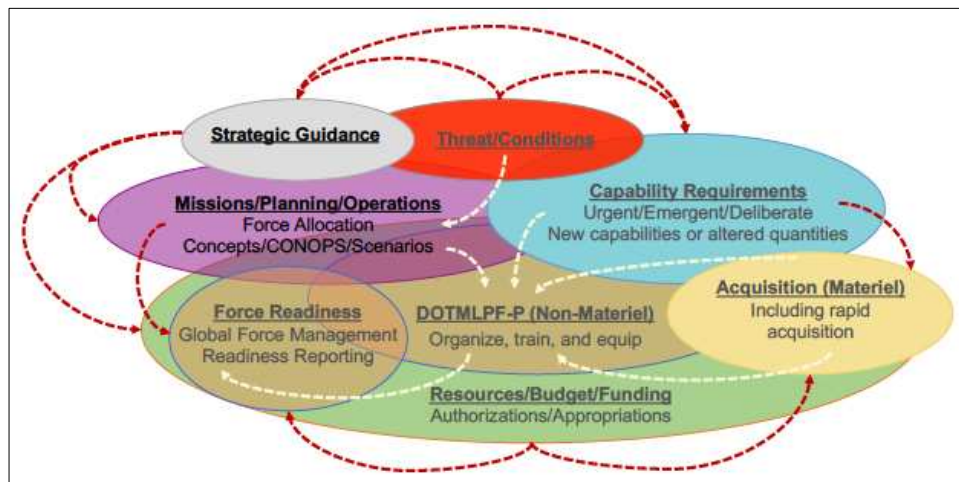 Strategic Guidance
Threat/Conditions
Missions/Planning/Operations
Force Allocation
Concepts/CONOPS/Scenarios
Capability Requirements
Urgent/Emergent/Deliberate
New capabilities or altered quantities
Force Readiness
Global Force Management
Readiness Reporting
DOTMLPF-P (Non-Materiel)
Organize, train, and equip
Acquisition (Materiel)
Including rapid
acquisition
Resources/Budget/Funding
Authorizations/Appropriations